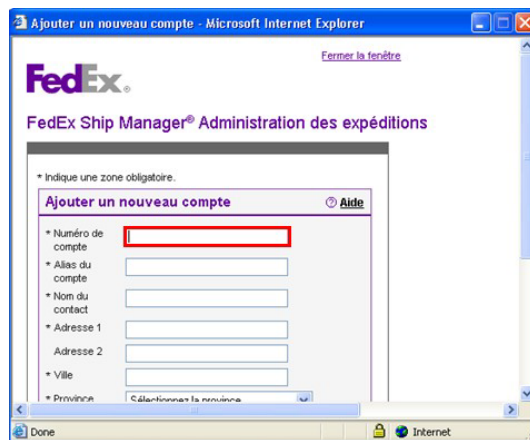 Ajouter un nouveau compte - Microsoft Internet Explorer
Fermer la fenêtre
FedEx®
FedEx Ship Manager® Administration des expéditions
* Indique une zone obligatoire.
Ajouter un nouveau compte
? Aide
* Numéro de
compte
* Alias du
compte
* Nom du
contact
* Adresse 1
Adresse 2
* Ville
* Province
Sélectionnez la province
Done
Internet